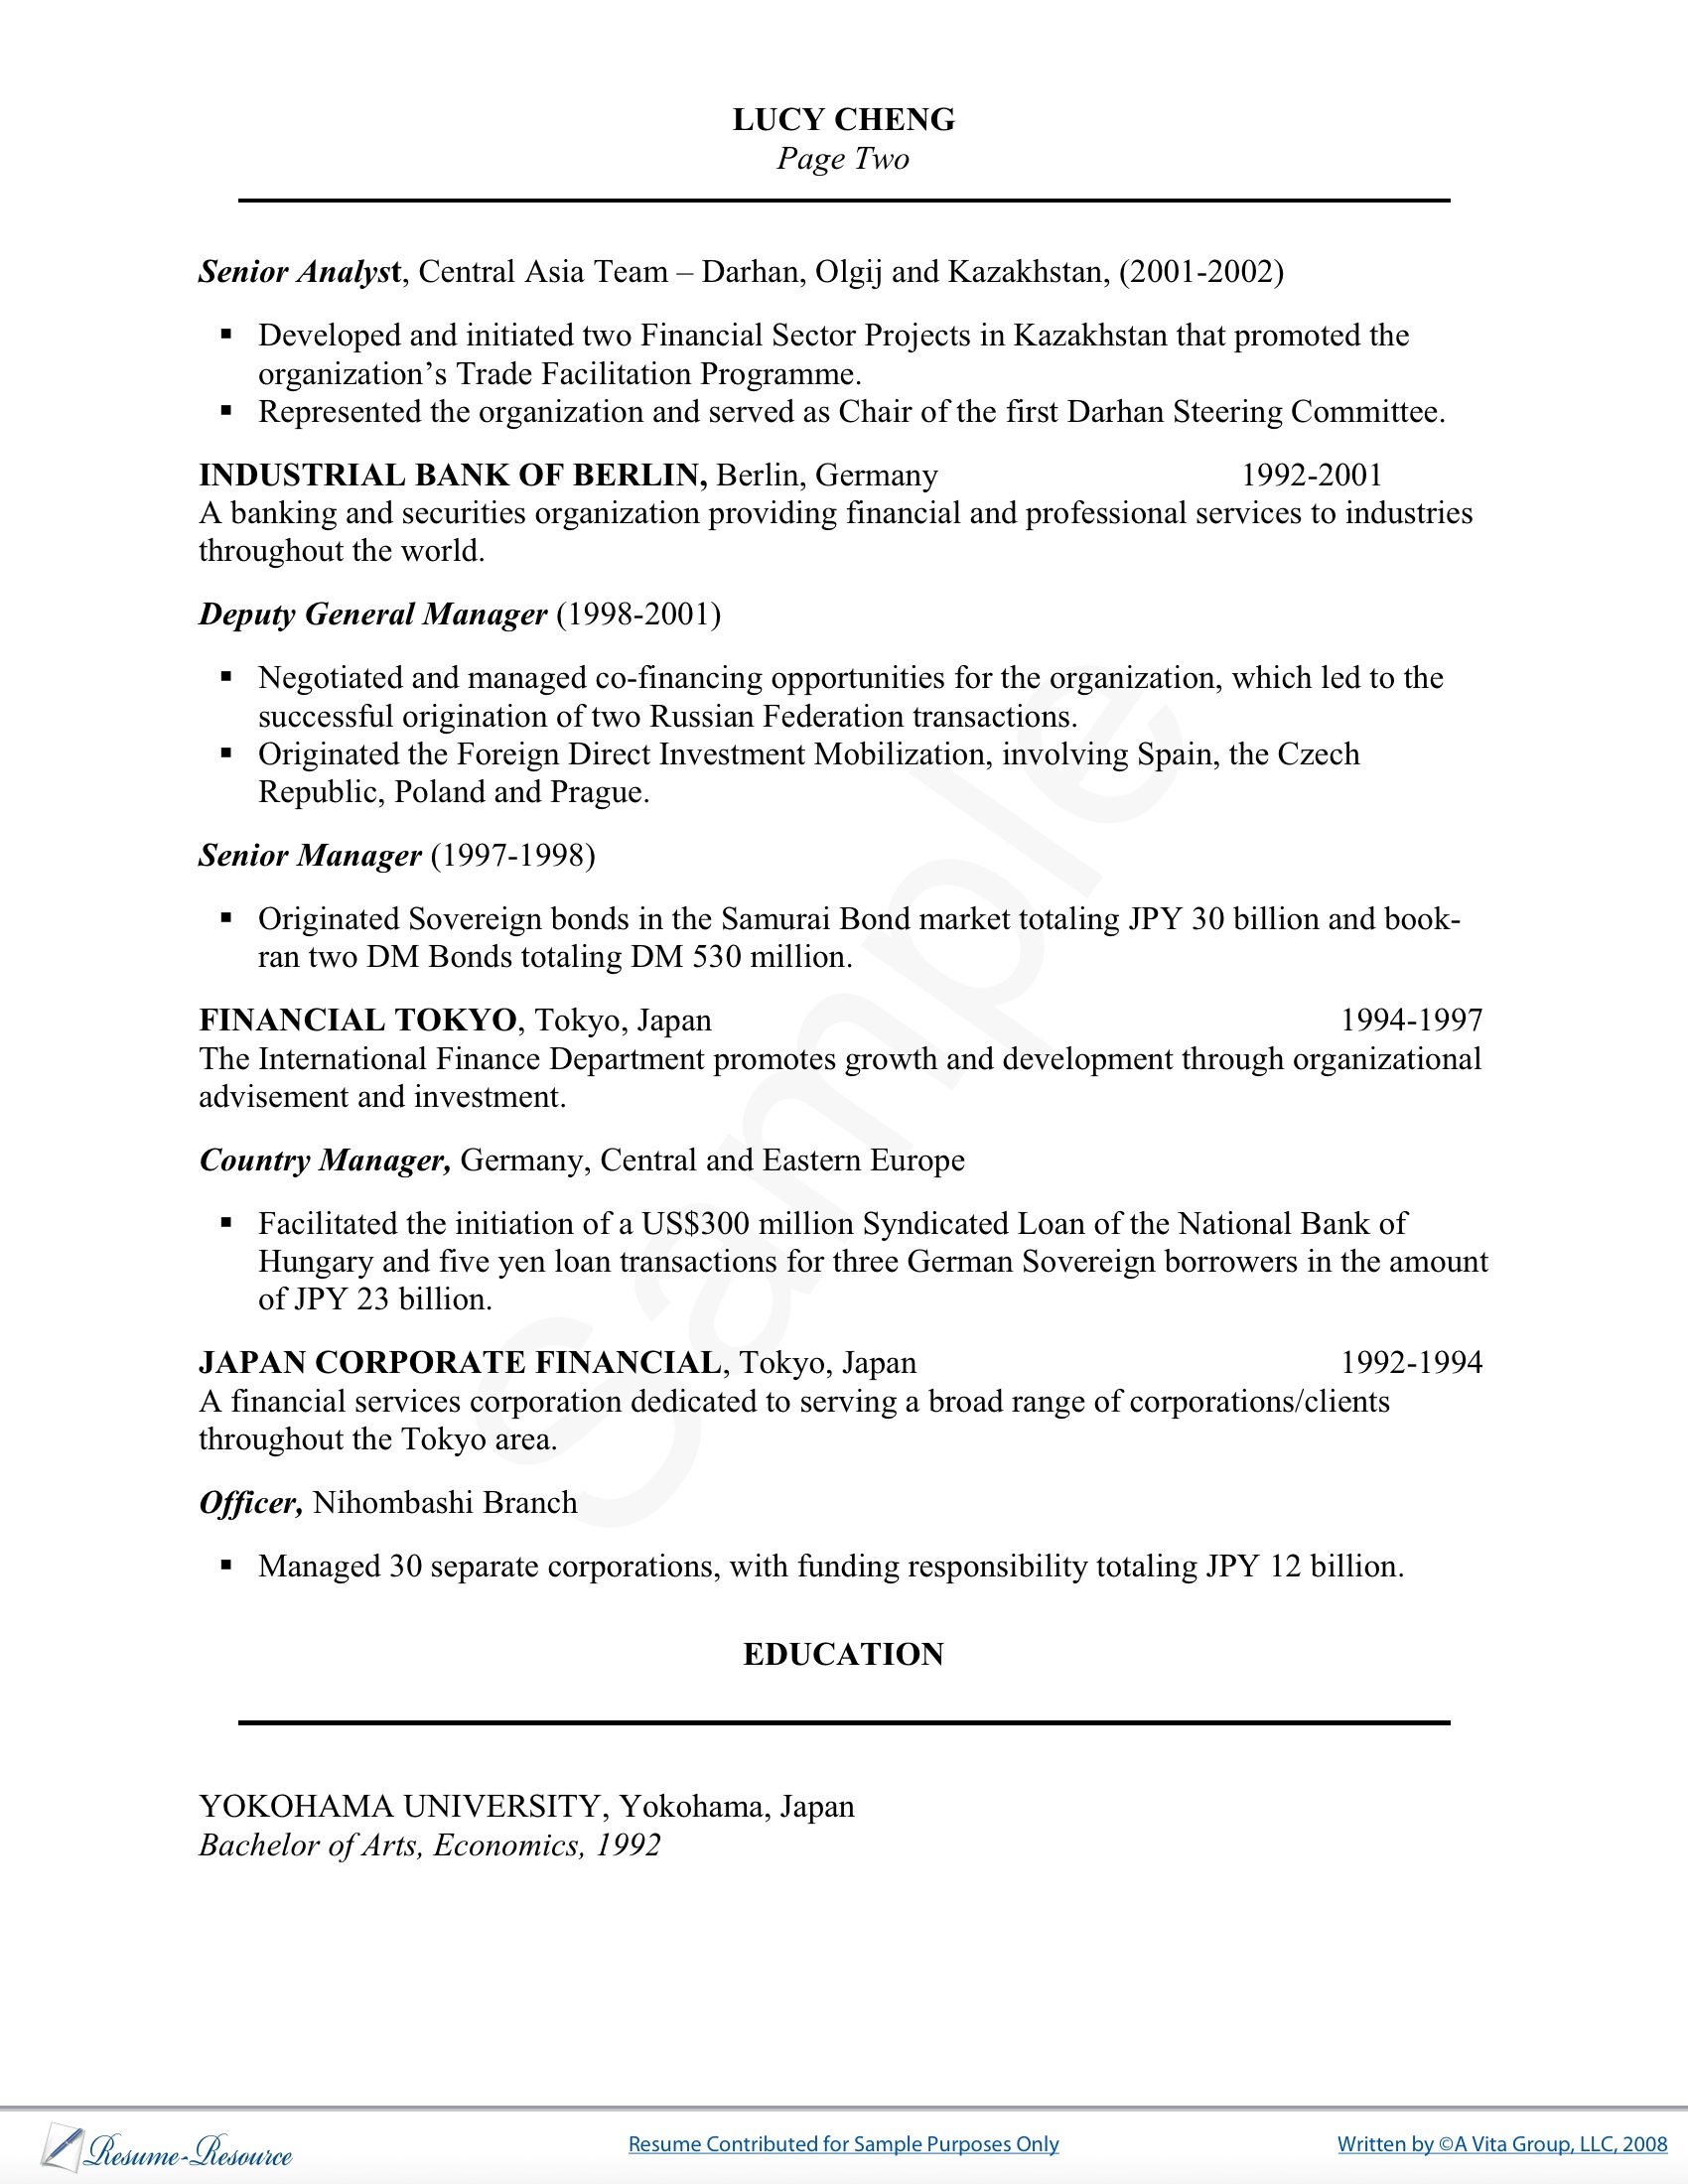 LUCY CHENG
Page Two
Senior Analyst, Central Asia Team – Darhan, Olgij and Kazakhstan, (2001-2002)
▪ Developed and initiated two Financial Sector Projects in Kazakhstan that promoted the
organization’s Trade Facilitation Programme.
▪ Represented the organization and served as Chair of the first Darhan Steering Committee.
INDUSTRIAL BANK OF BERLIN, Berlin, Germany 1992-2001
A banking and securities organization providing financial and professional services to industries
throughout the world.
Deputy General Manager (1998-2001)
▪ Negotiated and managed co-financing opportunities for the organization, which led to the
successful origination of two Russian Federation transactions.
▪ Originated the Foreign Direct Investment Mobilization, involving Spain, the Czech
Republic, Poland and Prague.
Senior Manager (1997-1998)
▪ Originated Sovereign bonds in the Samurai Bond market totaling JPY 30 billion and book-
ran two DM Bonds totaling DM 530 million.
FINANCIAL TOKYO, Tokyo, Japan 1994-1997
The International Finance Department promotes growth and development through organizational
advisement and investment.
Country Manager, Germany, Central and Eastern Europe
▪ Facilitated the initiation of a US$300 million Syndicated Loan of the National Bank of
Hungary and five yen loan transactions for three German Sovereign borrowers in the amount
of JPY 23 billion.
JAPAN CORPORATE FINANCIAL, Tokyo, Japan 1992-1994
A financial services corporation dedicated to serving a broad range of corporations/clients
throughout the Tokyo area.
Officer, Nihombashi Branch
▪ Managed 30 separate corporations, with funding responsibility totaling JPY 12 billion.
EDUCATION
YOKOHAMA UNIVERSITY, Yokohama, Japan
Bachelor of Arts, Economics, 1992
Sample
Resume-Resource Resume Contributed for Sample Purposes Only Written by ©A Vita Group, LLC, 2008